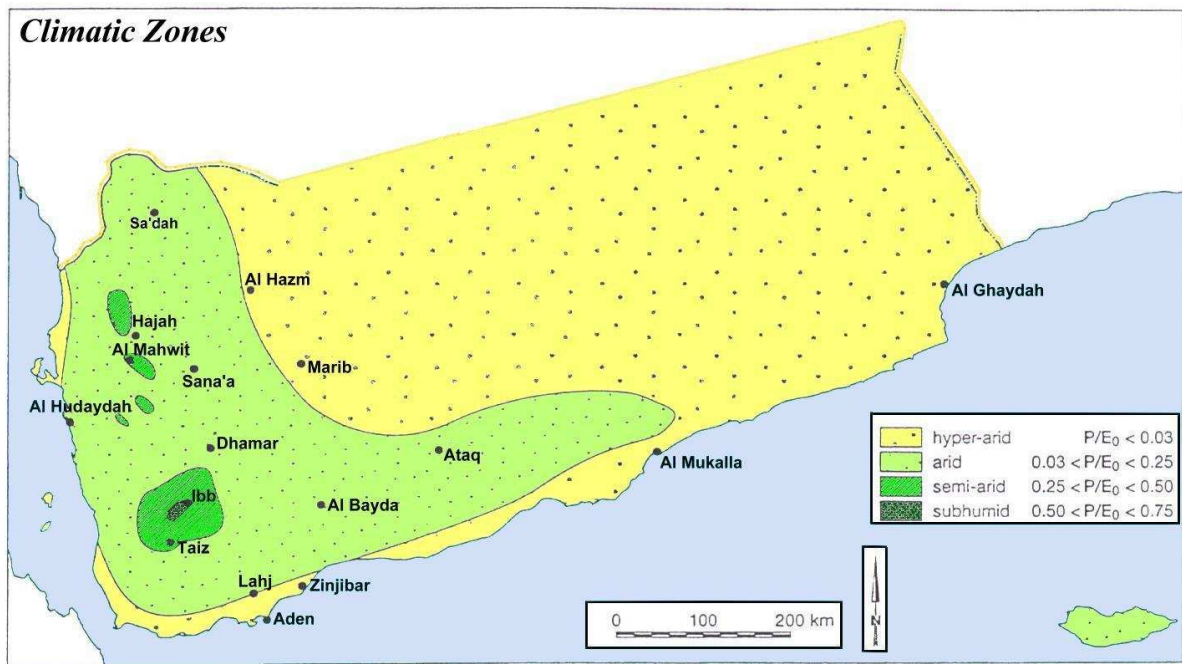 Climatic Zones
Sa'dah
Al Hazm
Al Ghaydah
Hajah
Al Mahwit
Marib
Sana'a
Al Hudaydah
Dhamar
Ataq
Al Mukalla
Ibb
Al Bayda
Taiz
Lahj
Zinjibar
Aden
hyper-arid P/E₀ < 0.03
arid 0.03 < P/E₀ < 0.25
semi-arid 0.25 < P/E₀ < 0.50
subhumid 0.50 < P/E₀ < 0.75
0 100 200 km
N